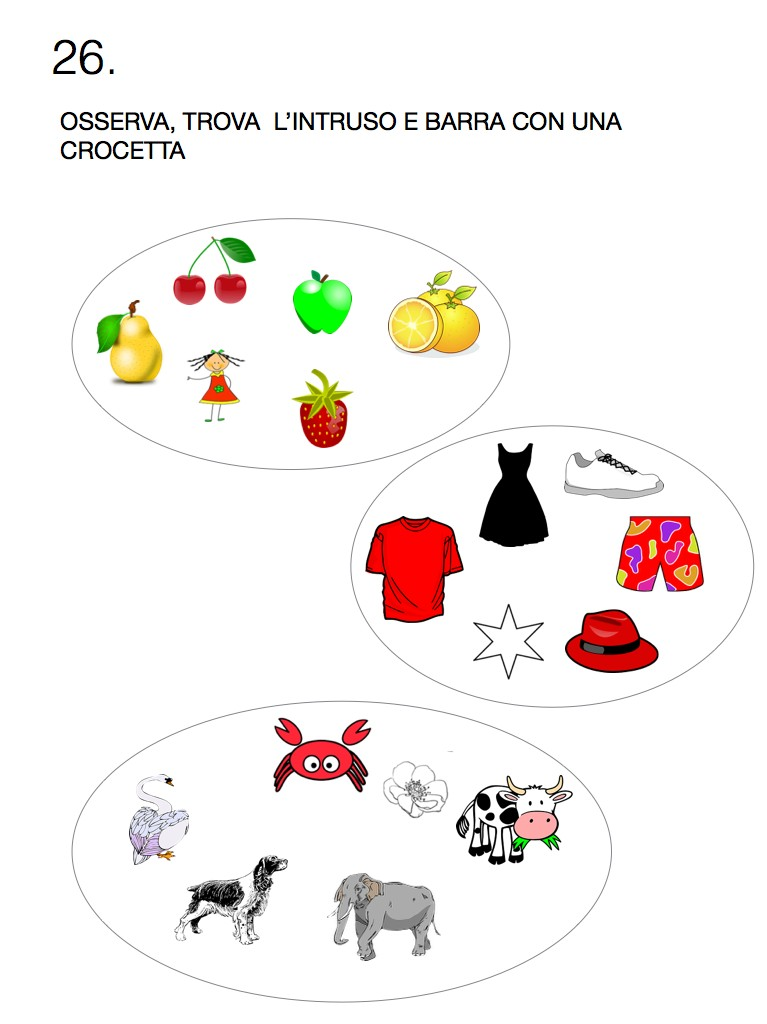 26.
OSSERVA, TROVA  L’INTRUSO E BARRA CON UNA
CROCETTA